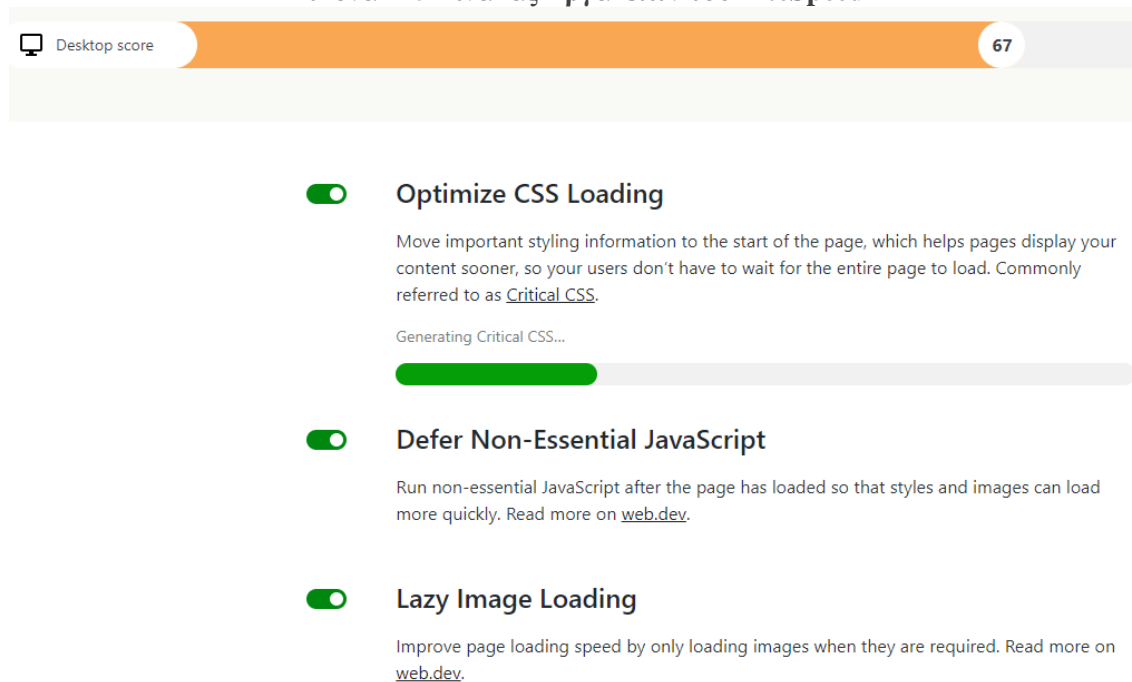 Desktop score
67
Optimize CSS Loading
Move important styling information to the start of the page, which helps pages display your
content sooner, so your users don't have to wait for the entire page to load. Commonly
referred to as Critical CSS.
Generating Critical CSS...
Defer Non-Essential JavaScript
Run non-essential JavaScript after the page has loaded so that styles and images can load
more quickly. Read more on web.dev.
Lazy Image Loading
Improve page loading speed by only loading images when they are required. Read more on
web.dev.